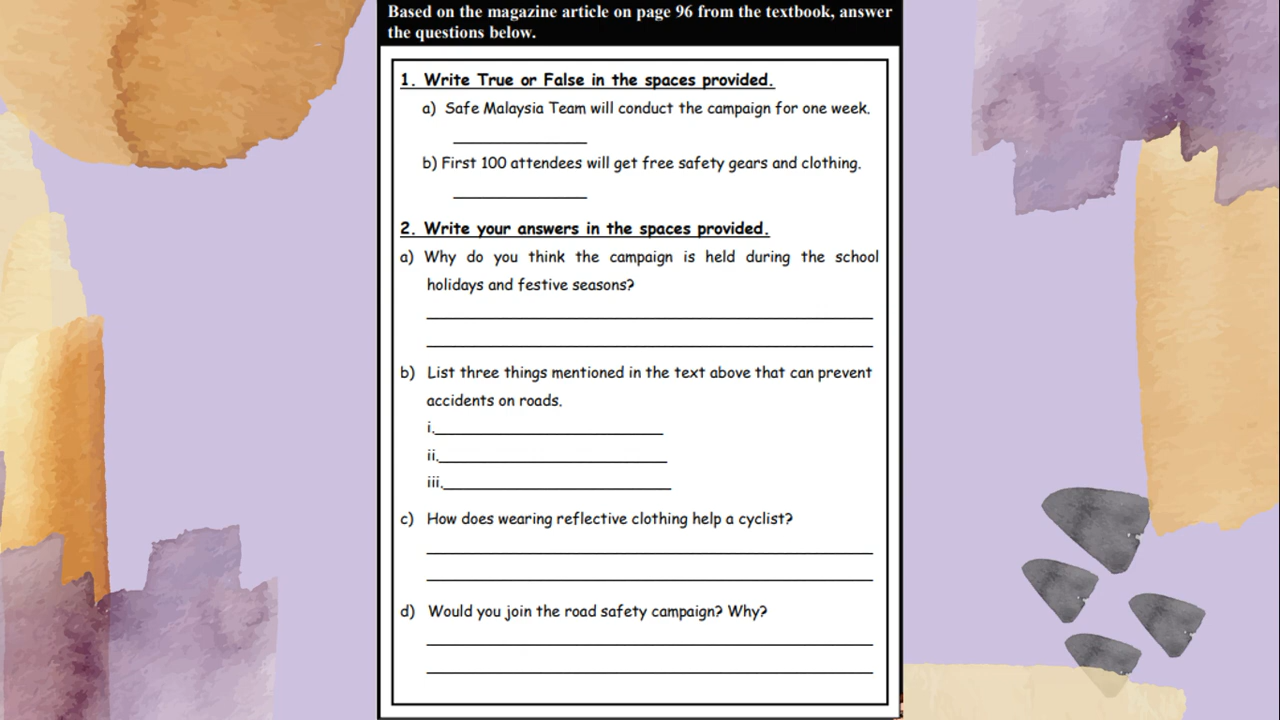 Based on the magazine article on page 96 from the textbook, answer
the questions below.
1. Write True or False in the spaces provided.
a) Safe Malaysia Team will conduct the campaign for one week.
b) First 100 attendees will get free safety gears and clothing.
2. Write your answers in the spaces provided.
a) Why do you think the campaign is held during the school
holidays and festive seasons?
b) List three things mentioned in the text above that can prevent
accidents on roads.
i.
ii.
iii.
c) How does wearing reflective clothing help a cyclist?
d) Would you join the road safety campaign? Why?